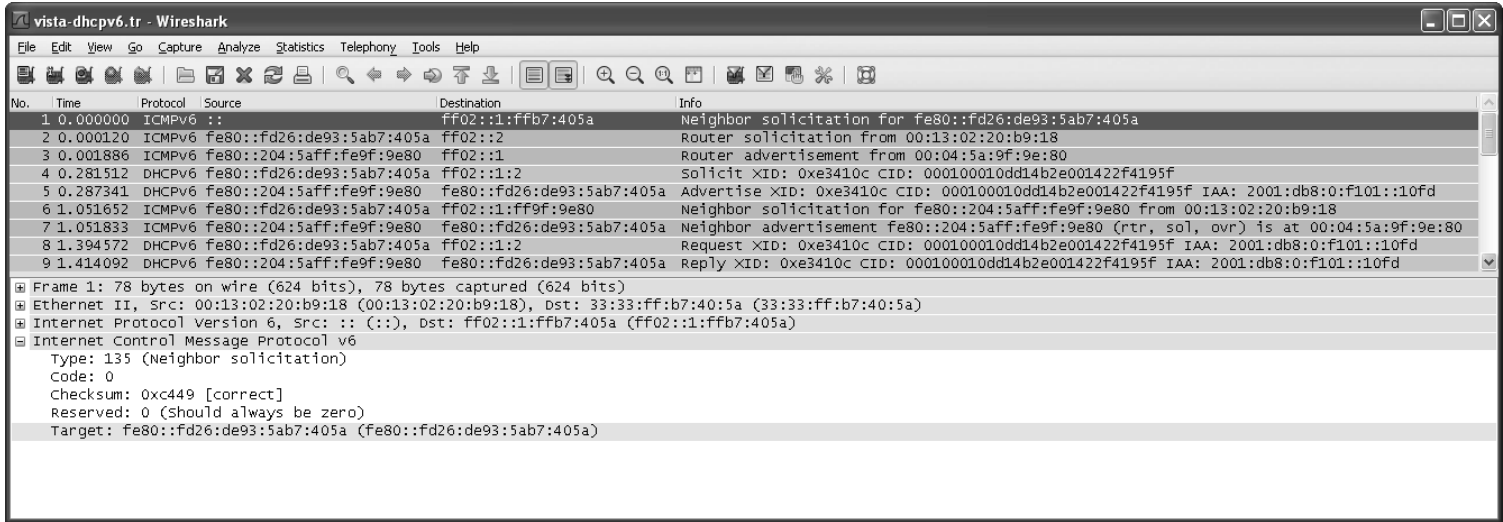 vista-dhcpv6.tr - Wireshark
File Edit View Go Capture Analyze Statistics Telephony Tools Help
No. Time Protocol Source Destination Info
1 0.000000 ICMPv6 :: ff02::1:ffb7:405a Neighbor solicitation for fe80::fd26:de93:5ab7:405a
2 0.000120 ICMPv6 fe80::fd26:de93:5ab7:405a ff02::2 Router solicitation from 00:13:02:20:b9:18
3 0.001886 ICMPv6 fe80::204:5aff:fe9f:9e80 ff02::1 Router advertisement from 00:04:5a:9f:9e:80
4 0.281512 DHCPv6 fe80::fd26:de93:5ab7:405a ff02::1:2 Solicit XID: 0xe3410c CID: 000100010dd14b2e001422f4195f
5 0.287341 DHCPv6 fe80::204:5aff:fe9f:9e80 fe80::fd26:de93:5ab7:405a Advertise XID: 0xe3410c CID: 000100010dd14b2e001422f4195f IAA: 2001:db8:0:f101::10fd
6 1.051652 ICMPv6 fe80::fd26:de93:5ab7:405a ff02::1:ff9f:9e80 Neighbor solicitation for fe80::204:5aff:fe9f:9e80 from 00:13:02:20:b9:18
7 1.051833 ICMPv6 fe80::204:5aff:fe9f:9e80 fe80::fd26:de93:5ab7:405a Neighbor advertisement fe80::204:5aff:fe9f:9e80 (rtr, sol, ovr) is at 00:04:5a:9f:9e:80
8 1.394572 DHCPv6 fe80::fd26:de93:5ab7:405a ff02::1:2 Request XID: 0xe3410c CID: 000100010dd14b2e001422f4195f IAA: 2001:db8:0:f101::10fd
9 1.414092 DHCPv6 fe80::204:5aff:fe9f:9e80 fe80::fd26:de93:5ab7:405a Reply XID: 0xe3410c CID: 000100010dd14b2e001422f4195f IAA: 2001:db8:0:f101::10fd
Frame 1: 78 bytes on wire (624 bits), 78 bytes captured (624 bits)
Ethernet II, Src: 00:13:02:20:b9:18 (00:13:02:20:b9:18), Dst: 33:33:ff:b7:40:5a (33:33:ff:b7:40:5a)
Internet Protocol Version 6, Src: :: (::), Dst: ff02::1:ffb7:405a (ff02::1:ffb7:405a)
Internet Control Message Protocol v6
Type: 135 (Neighbor solicitation)
Code: 0
Checksum: 0xc449 [correct]
Reserved: 0 (Should always be zero)
Target: fe80::fd26:de93:5ab7:405a (fe80::fd26:de93:5ab7:405a)